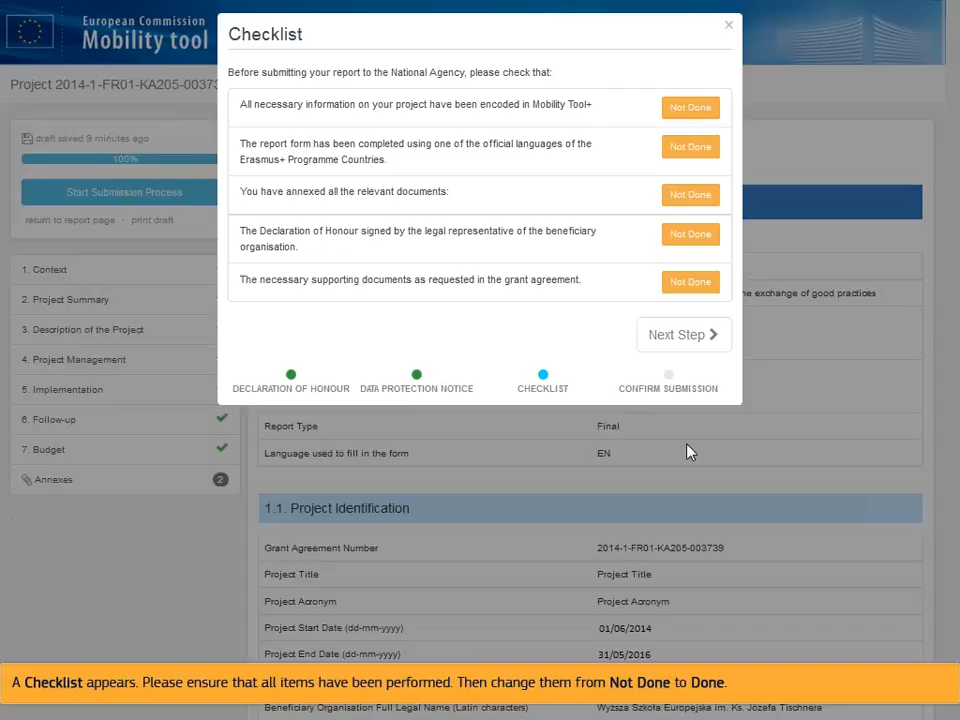 European Commission
Mobility tool
Checklist
×
Project 2014-1-FR01-KA205-00373
Before submitting your report to the National Agency, please check that:
All necessary information on your project have been encoded in Mobility Tool+
Not Done
The report form has been completed using one of the official languages of the
Erasmus+ Programme Countries.
Not Done
You have annexed all the relevant documents:
Not Done
The Declaration of Honour signed by the legal representative of the beneficiary
organisation.
Not Done
The necessary supporting documents as requested in the grant agreement.
Not Done
Next Step
DECLARATION OF HONOUR
DATA PROTECTION NOTICE
CHECKLIST
CONFIRM SUBMISSION
draft saved 9 minutes ago
100%
Start Submission Process
return to report page · print draft
1. Context
2. Project Summary
3. Description of the Project
4. Project Management
5. Implementation
6. Follow-up
7. Budget
Annexes 2
e exchange of good practices
Report Type Final
Language used to fill in the form EN
1.1. Project Identification
Grant Agreement Number 2014-1-FR01-KA205-003739
Project Title Project Title
Project Acronym Project Acronym
Project Start Date (dd-mm-yyyy) 01/06/2014
Project End Date (dd-mm-yyyy) 31/05/2016
A Checklist appears. Please ensure that all items have been performed. Then change them from Not Done to Done.
Beneficiary Organisation Full Legal Name (Latin characters) Wyższa Szkoła Europejska im. Ks. Józefa Tischnera